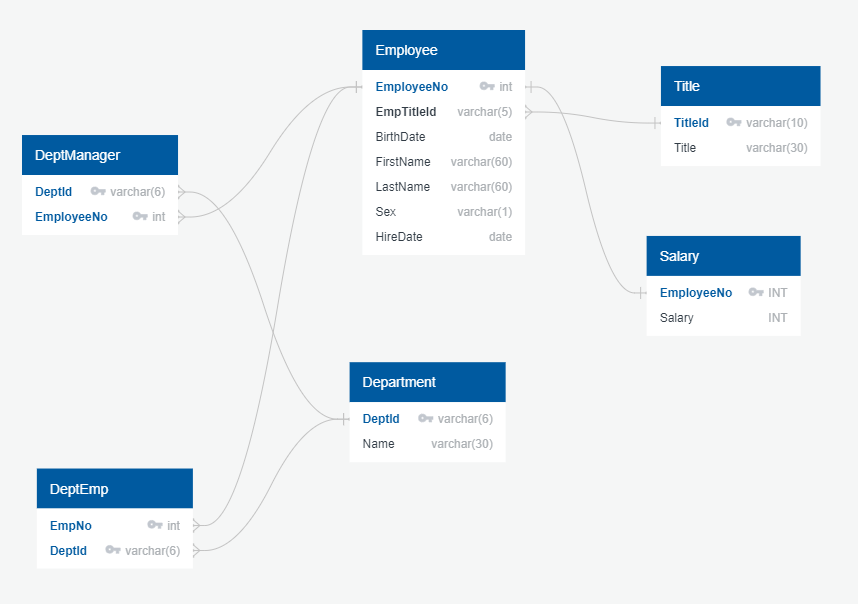 Employee
EmployeeNo int
EmpTitleId varchar(5)
BirthDate date
FirstName varchar(60)
LastName varchar(60)
Sex varchar(1)
HireDate date
Title
TitleId varchar(10)
Title varchar(30)
DeptManager
DeptId varchar(6)
EmployeeNo int
Salary
EmployeeNo INT
Salary INT
Department
DeptId varchar(6)
Name varchar(30)
DeptEmp
EmpNo int
DeptId varchar(6)